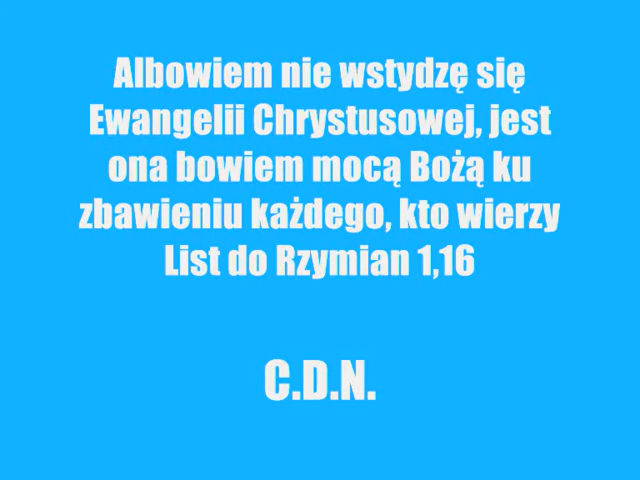 Albowiem nie wstydzę się
Ewangelii Chrystusowej, jest
ona bowiem mocą Bożą ku
zbawieniu każdego, kto wierzy
List do Rzymian 1,16
C.D.N.